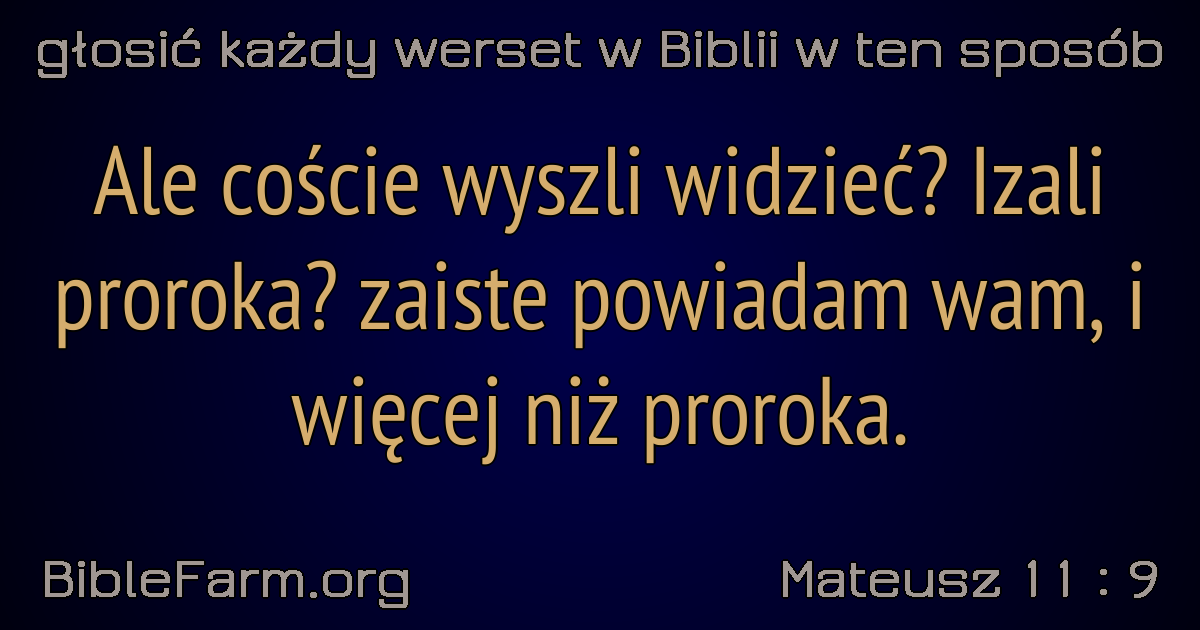 głosić każdy werset w Biblii w ten sposób
Ale coście wyszli widzieć? Izali
proroka? zaiste powiadam wam, i
więcej niż proroka.
BibleFarm.org
Mateusz 11 : 9